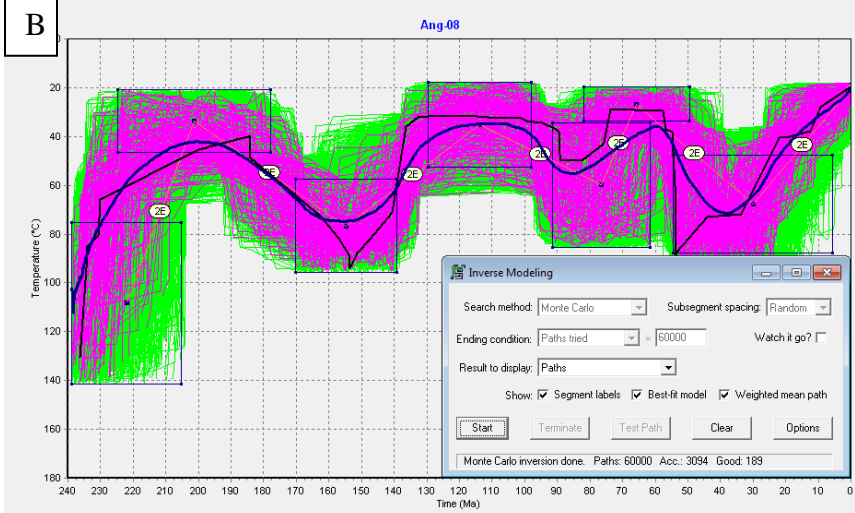 B
Ang-08
20
40
60
80
100
120
140
160
180
Temperature (°C)
2E
2E
2E
2E
2E
2E
2E
240 230 220 210 200 190 180 170 160 150 140 130 120 110 100 90 80 70 60 50 40 30 20 10 0
Time (Ma)
Inverse Modeling
Search method: Monte Carlo Subsegment spacing: Random
Ending condition: Paths tried = 60000 Watch it go?
Result to display: Paths
Show: Segment labels Best-fit model Weighted mean path
Start Terminate Test Path Clear Options
Monte Carlo inversion done. Paths: 60000 Acc.: 3094 Good: 189